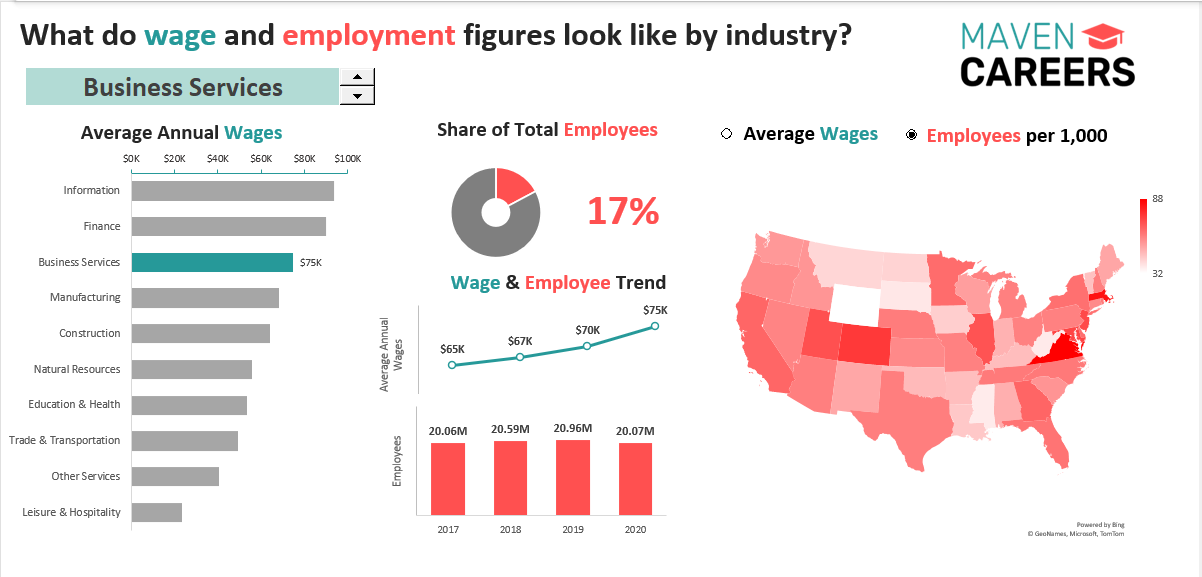 What do wage and employment figures look like by industry?
MAVEN
CAREERS
Business Services
Average Annual Wages
$0K $20K $40K $60K $80K $100K
Information
Finance
Business Services $75K
Manufacturing
Construction
Natural Resources
Education & Health
Trade & Transportation
Other Services
Leisure & Hospitality
Share of Total Employees
17%
Wage & Employee Trend
Average Annual
Wages
$65K $67K $70K $75K
Employees
20.06M 20.59M 20.96M 20.07M
2017 2018 2019 2020
Average Wages Employees per 1,000
88
32
Powered by Bing
© GeoNames, Microsoft, TomTom